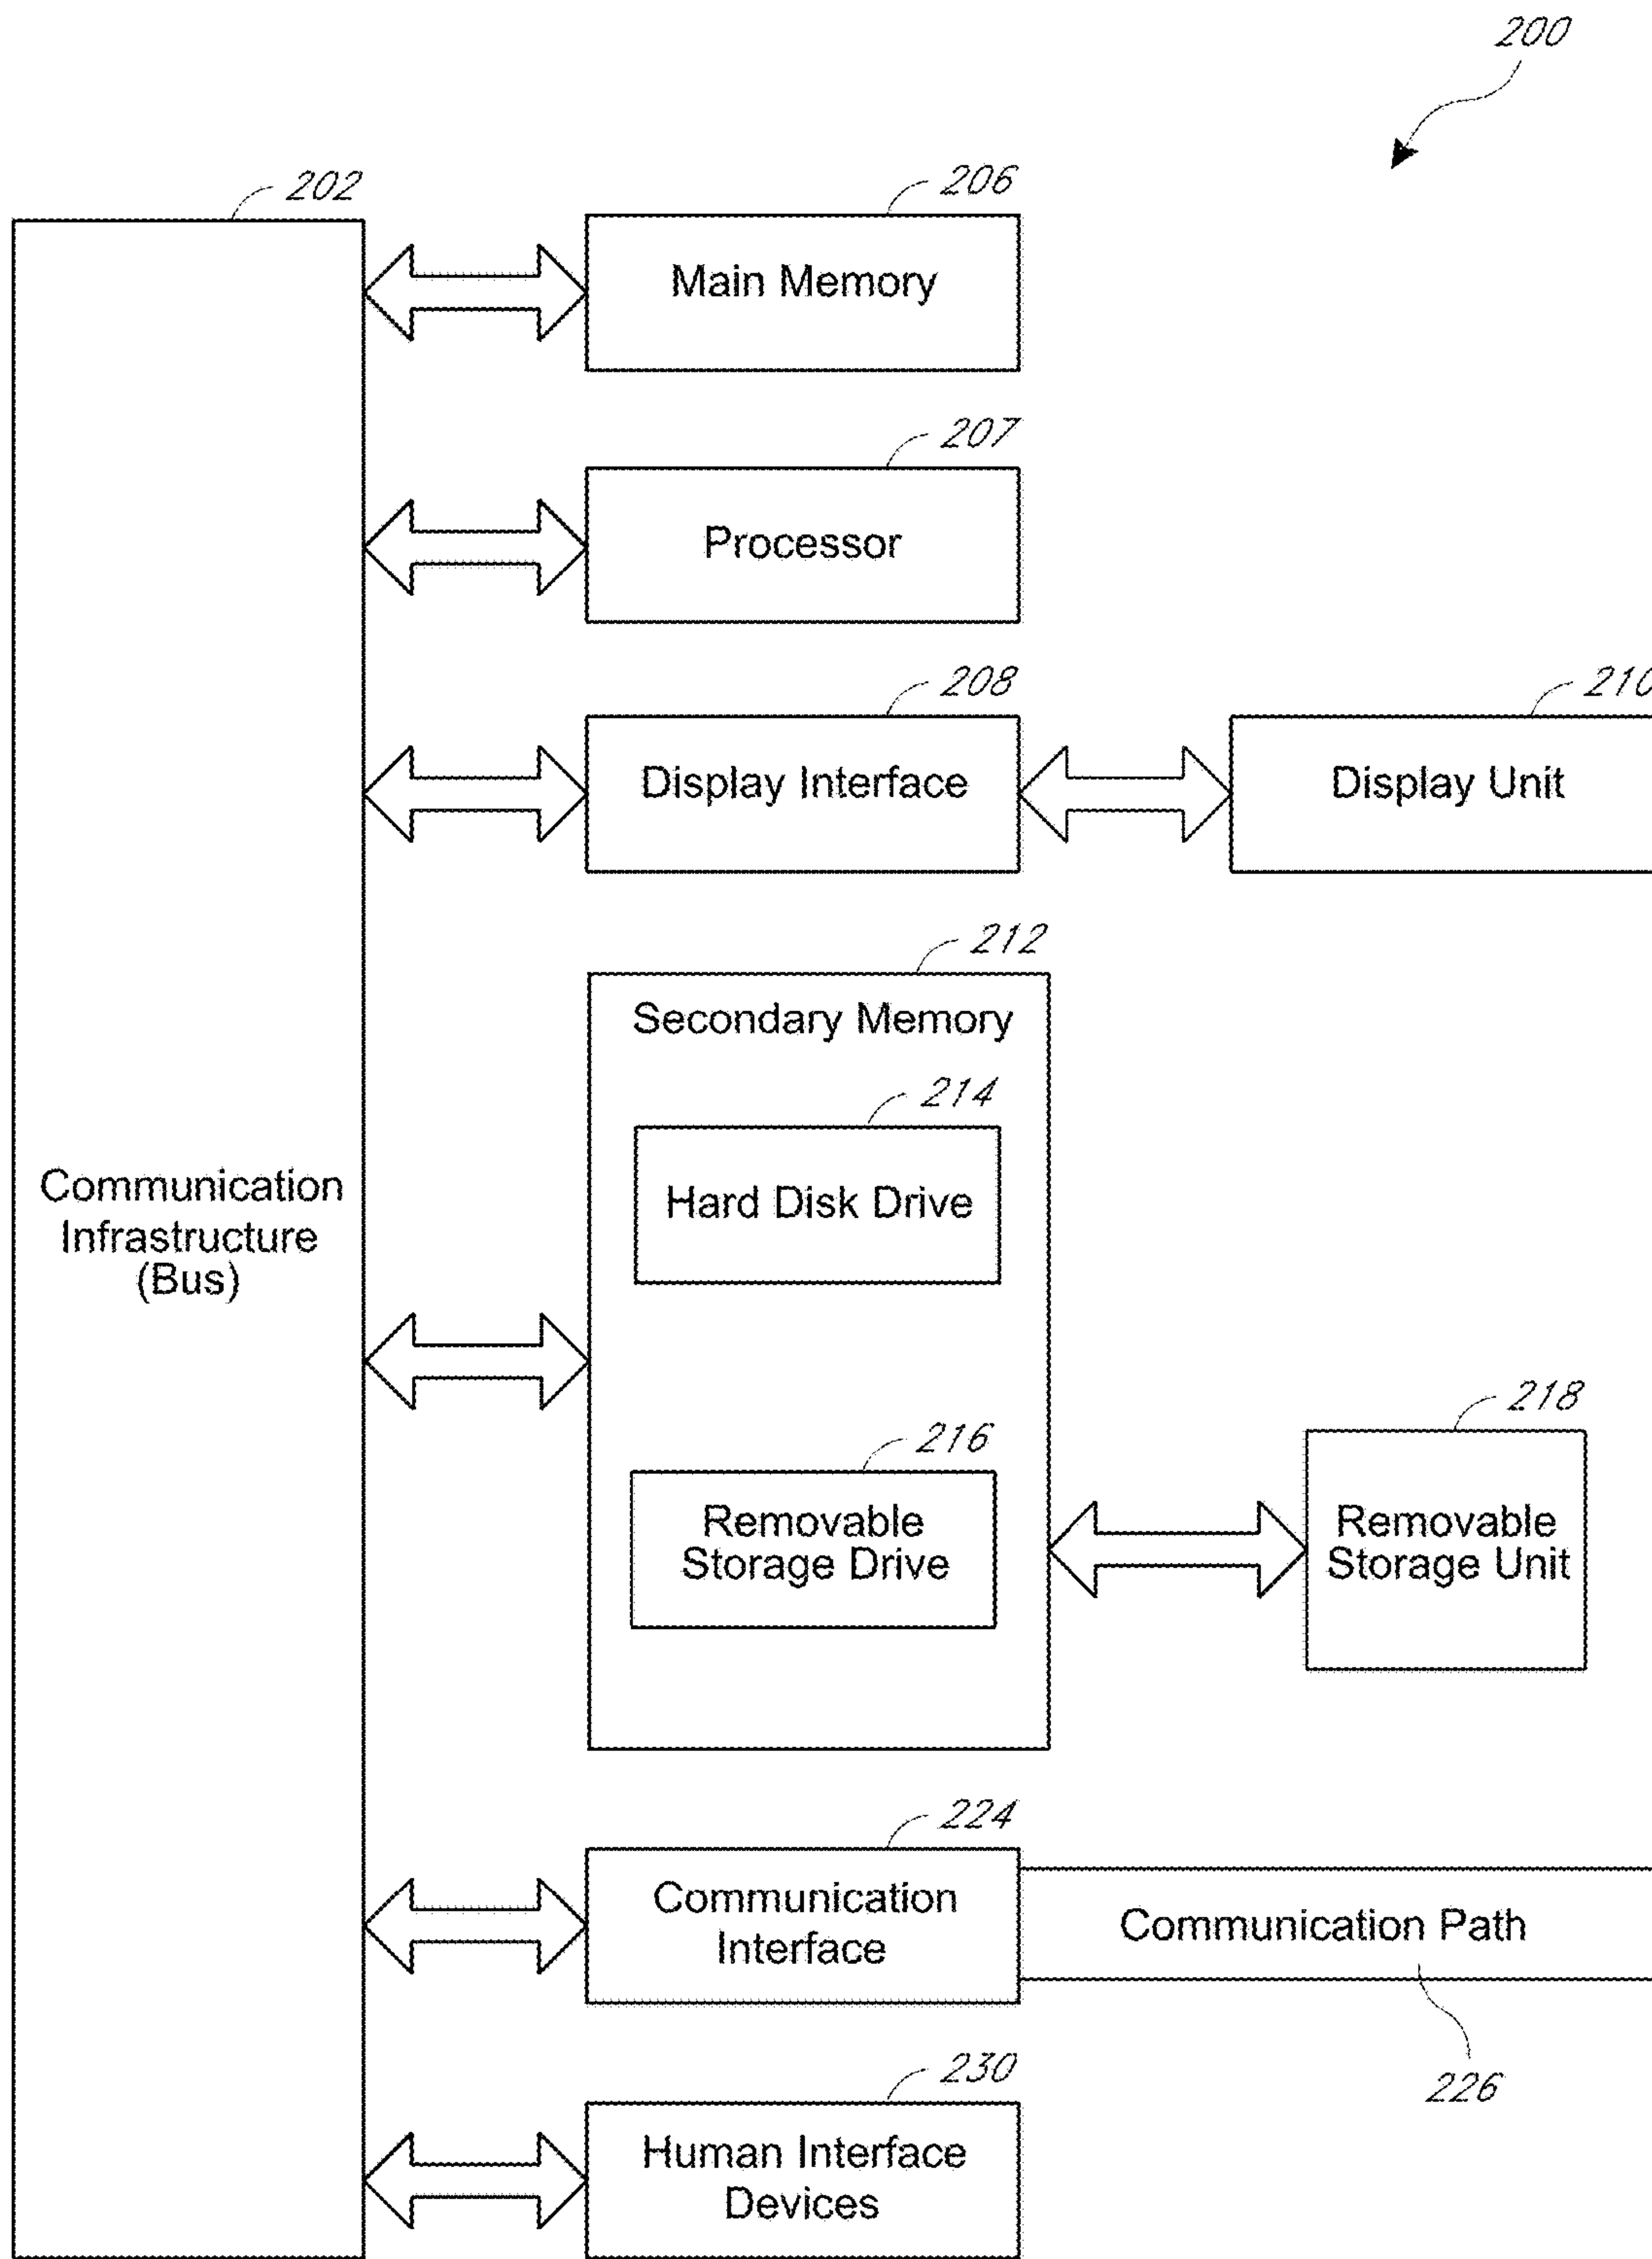 200
202
206
Main Memory
207
Processor
208
210
Display Interface
Display Unit
212
Secondary Memory
214
Hard Disk Drive
Communication
Infrastructure
(Bus)
216
218
Removable
Storage Drive
Removable
Storage Unit
224
Communication
Interface
Communication Path
226
230
Human Interface
Devices